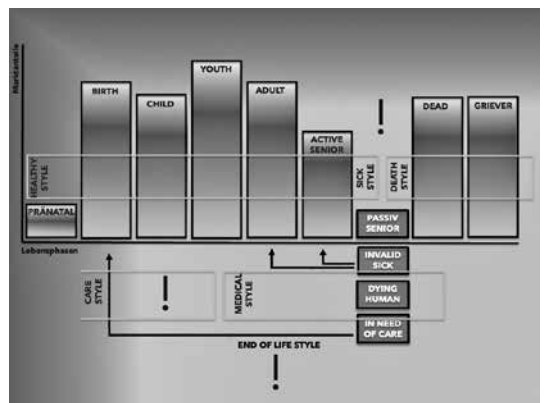 Marktanteile
BIRTH
CHILD
YOUTH
ADULT
ACTIVE
SENIOR
!
DEAD
GRIEVER
HEALTHY
STYLE
SICK
STYLE
DEATH
STYLE
PRÄNATAL
PASSIV
SENIOR
Lebensphasen
INVALID
SICK
CARE
STYLE
!
MEDICAL
STYLE
DYING
HUMAN
IN NEED
OF CARE
END OF LIFE STYLE
!